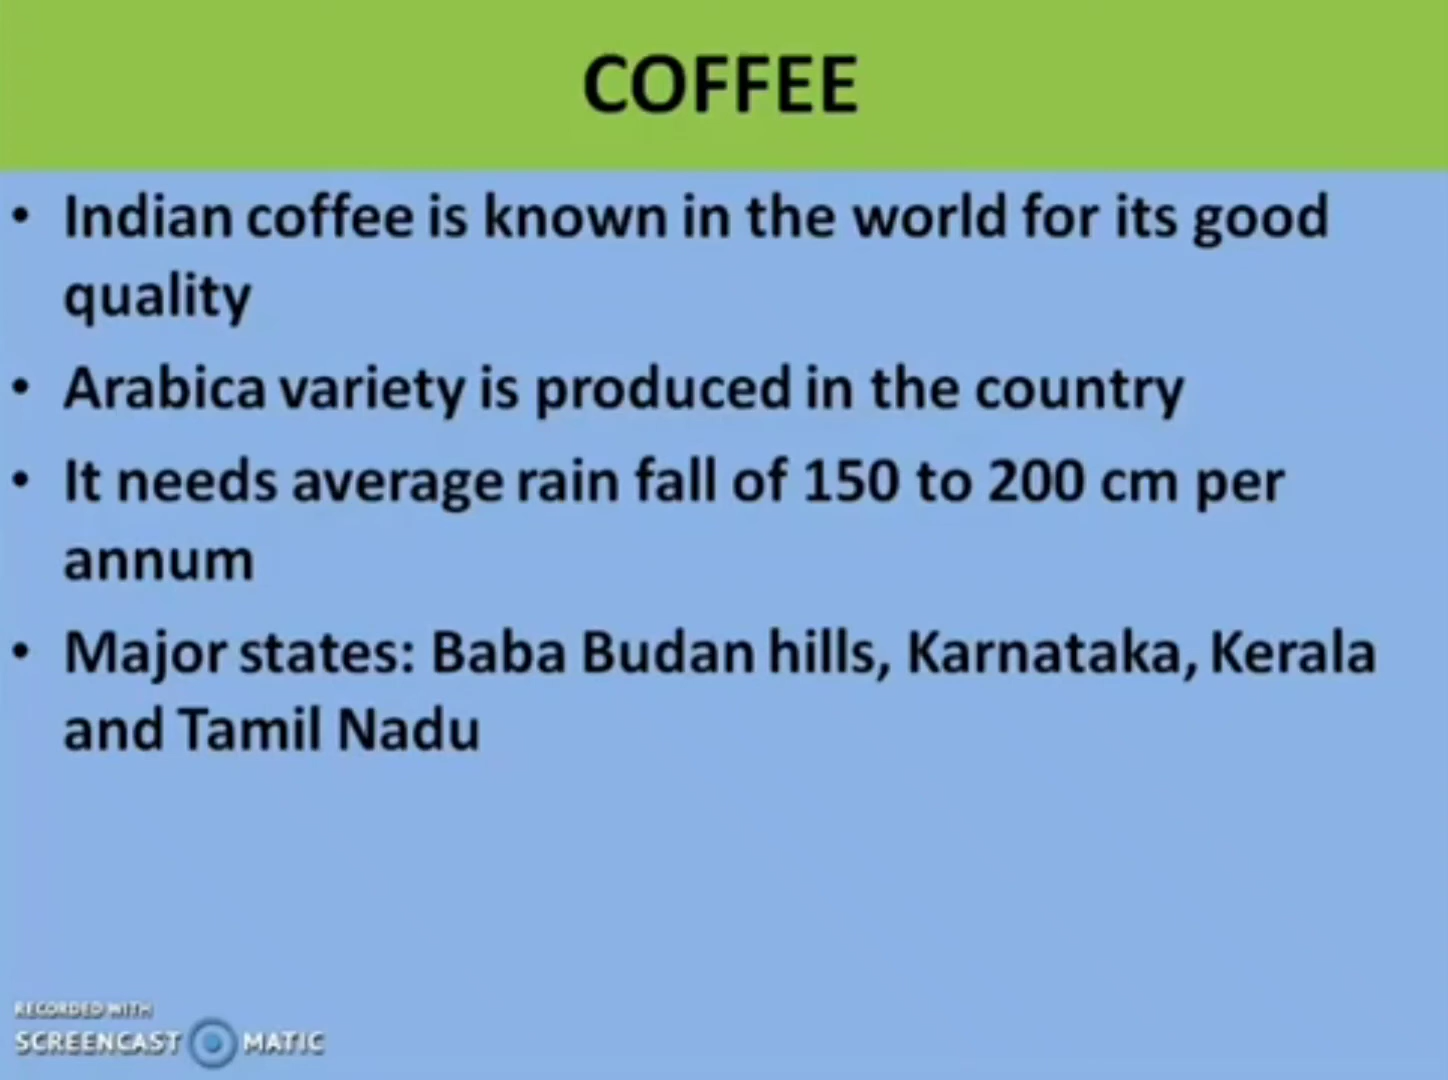 COFFEE
• Indian coffee is known in the world for its good
quality
• Arabica variety is produced in the country
• It needs average rain fall of 150 to 200 cm per
annum
• Major states: Baba Budan hills, Karnataka, Kerala
and Tamil Nadu
RECORDED WITH
SCREENCAST MATIC